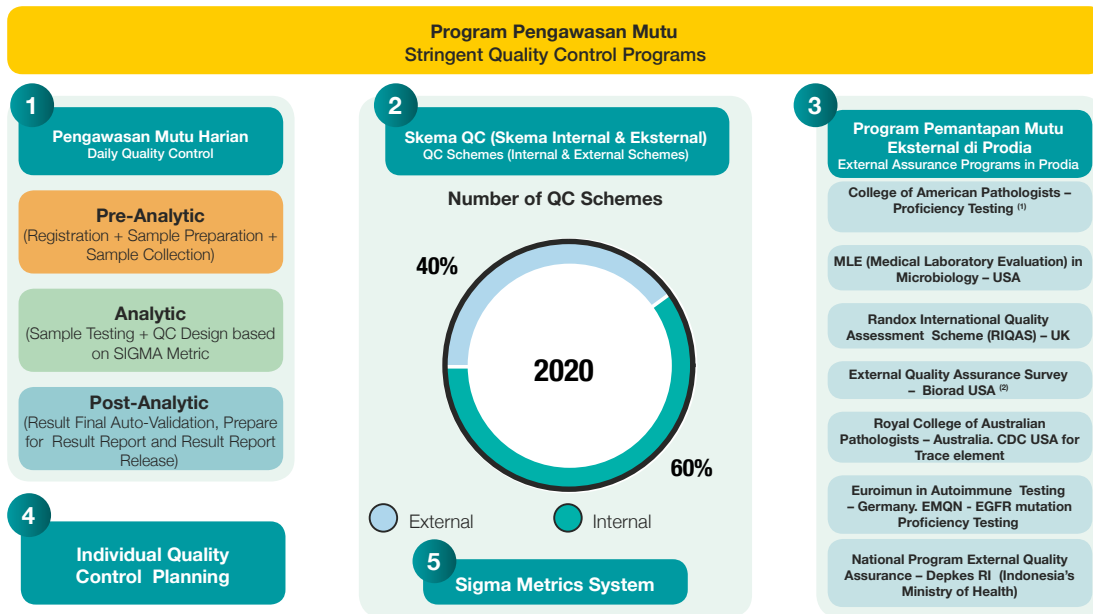 Program Pengawasan Mutu
Stringent Quality Control Programs
1
Pengawasan Mutu Harian
Daily Quality Control
Pre-Analytic
(Registration + Sample Preparation +
Sample Collection)
Analytic
(Sample Testing + QC Design based
on SIGMA Metric
Post-Analytic
(Result Final Auto-Validation, Prepare
for Result Report and Result Report
Release)
4
Individual Quality
Control Planning
2
Skema QC (Skema Internal & Eksternal)
QC Schemes (Internal & External Schemes)
Number of QC Schemes
40%
2020
60%
External
Internal
5
Sigma Metrics System
3
Program Pemantapan Mutu
Eksternal di Prodia
External Assurance Programs in Prodia
College of American Pathologists –
Proficiency Testing (1)
MLE (Medical Laboratory Evaluation) in
Microbiology – USA
Randox International Quality
Assessment Scheme (RIQAS) – UK
External Quality Assurance Survey
– Biorad USA (2)
Royal College of Australian
Pathologists – Australia. CDC USA for
Trace element
Euroimun in Autoimmune Testing
– Germany. EMQN - EGFR mutation
Proficiency Testing
National Program External Quality
Assurance – Depkes RI (Indonesia's
Ministry of Health)